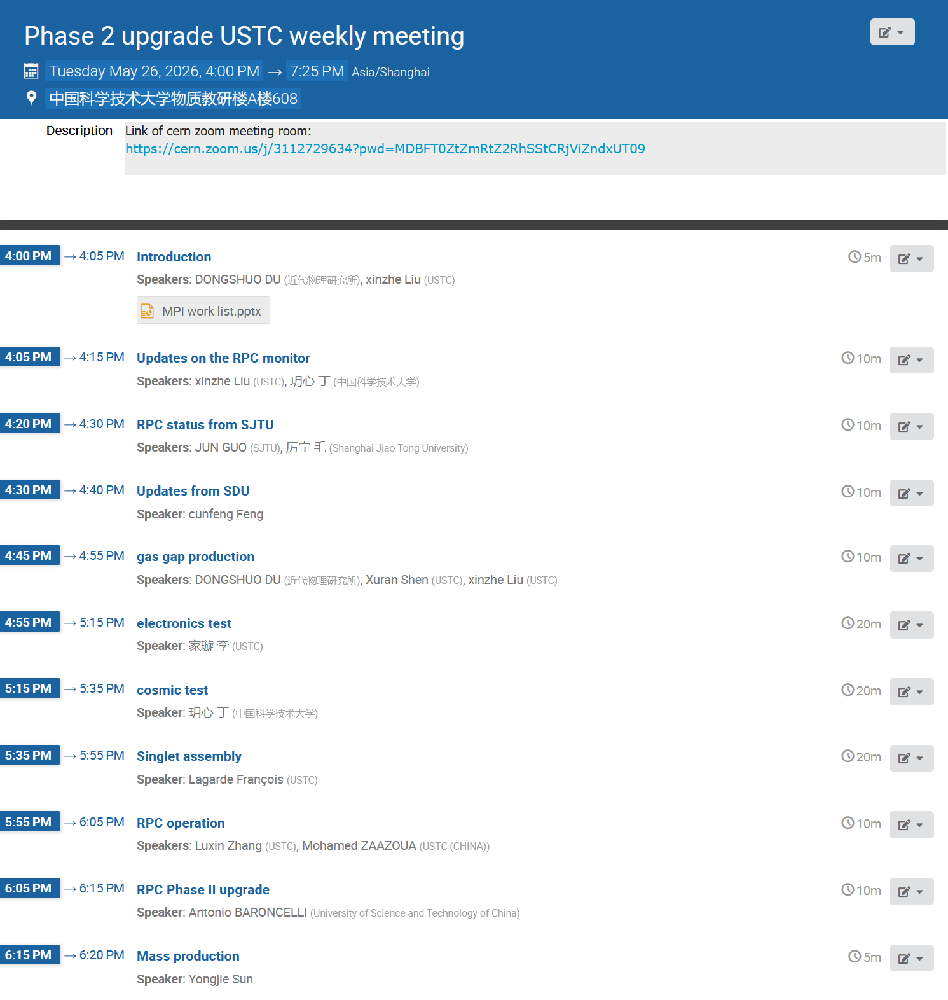 Phase 2 upgrade USTC weekly meeting
Tuesday May 26, 2026, 4:00 PM → 7:25 PM Asia/Shanghai
中国科学技术大学物质教研楼A楼608
Description
Link of cern zoom meeting room:
https://cern.zoom.us/j/3112729634?pwd=MDBFT0ZtZmRtZ2RhSStCRjViZndxUT09
4:00 PM → 4:05 PM Introduction 5m
Speakers: DONGSHUO DU (近代物理研究所), xinzhe Liu (USTC)
MPI work list.pptx
4:05 PM → 4:15 PM Updates on the RPC monitor 10m
Speakers: xinzhe Liu (USTC), 玥心 丁 (中国科学技术大学)
4:20 PM → 4:30 PM RPC status from SJTU 10m
Speakers: JUN GUO (SJTU), 厉宁 毛 (Shanghai Jiao Tong University)
4:30 PM → 4:40 PM Updates from SDU 10m
Speaker: cunfeng Feng
4:45 PM → 4:55 PM gas gap production 10m
Speakers: DONGSHUO DU (近代物理研究所), Xuran Shen (USTC), xinzhe Liu (USTC)
4:55 PM → 5:15 PM electronics test 20m
Speaker: 家璇 李 (USTC)
5:15 PM → 5:35 PM cosmic test 20m
Speaker: 玥心 丁 (中国科学技术大学)
5:35 PM → 5:55 PM Singlet assembly 20m
Speaker: Lagarde François (USTC)
5:55 PM → 6:05 PM RPC operation 10m
Speakers: Luxin Zhang (USTC), Mohamed ZAAZOUA (USTC (CHINA))
6:05 PM → 6:15 PM RPC Phase II upgrade 10m
Speaker: Antonio BARONCELLI (University of Science and Technology of China)
6:15 PM → 6:20 PM Mass production 5m
Speaker: Yongjie Sun